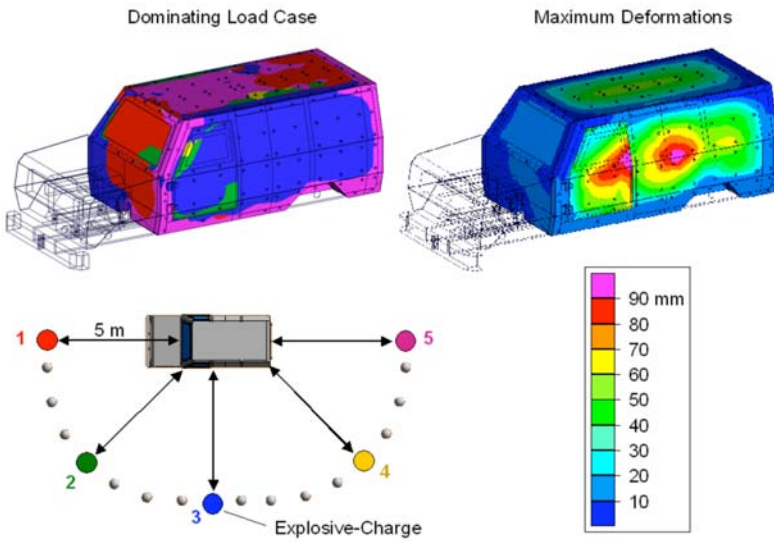 Dominating Load Case
Maximum Deformations
1
5 m
5
2
4
3
Explosive-Charge
90 mm
80
70
60
50
40
30
20
10